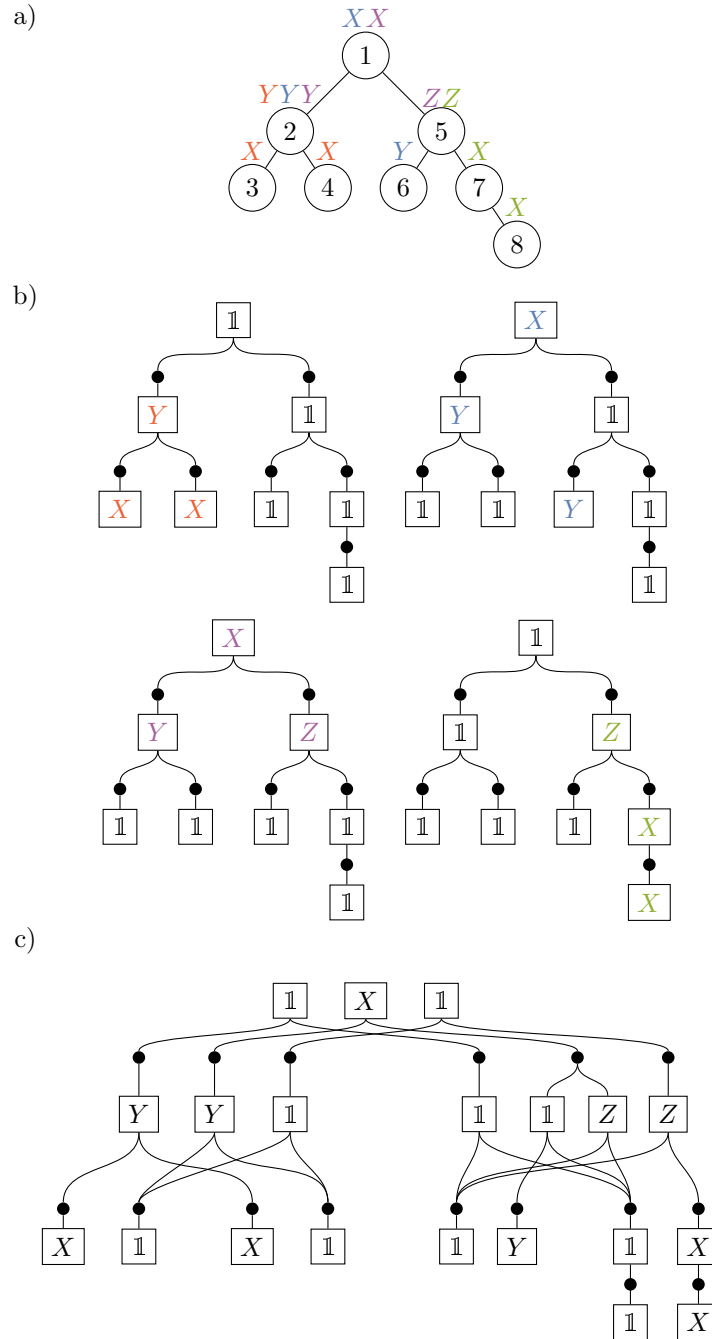 a)
X X
1
Y Y Y Z Z
2 5
X X Y X
3 4 6 7
X
8
b)
𝟙 X
Y 𝟙 Y 𝟙
X X 𝟙 𝟙 𝟙 𝟙 Y 𝟙
𝟙 𝟙
X 𝟙
Y Z 𝟙 Z
𝟙 𝟙 𝟙 𝟙 𝟙 𝟙 𝟙 X
𝟙 X
c)
𝟙 X 𝟙
Y Y 𝟙 𝟙 𝟙 Z Z
X 𝟙 X 𝟙 𝟙 Y 𝟙 X
𝟙 X